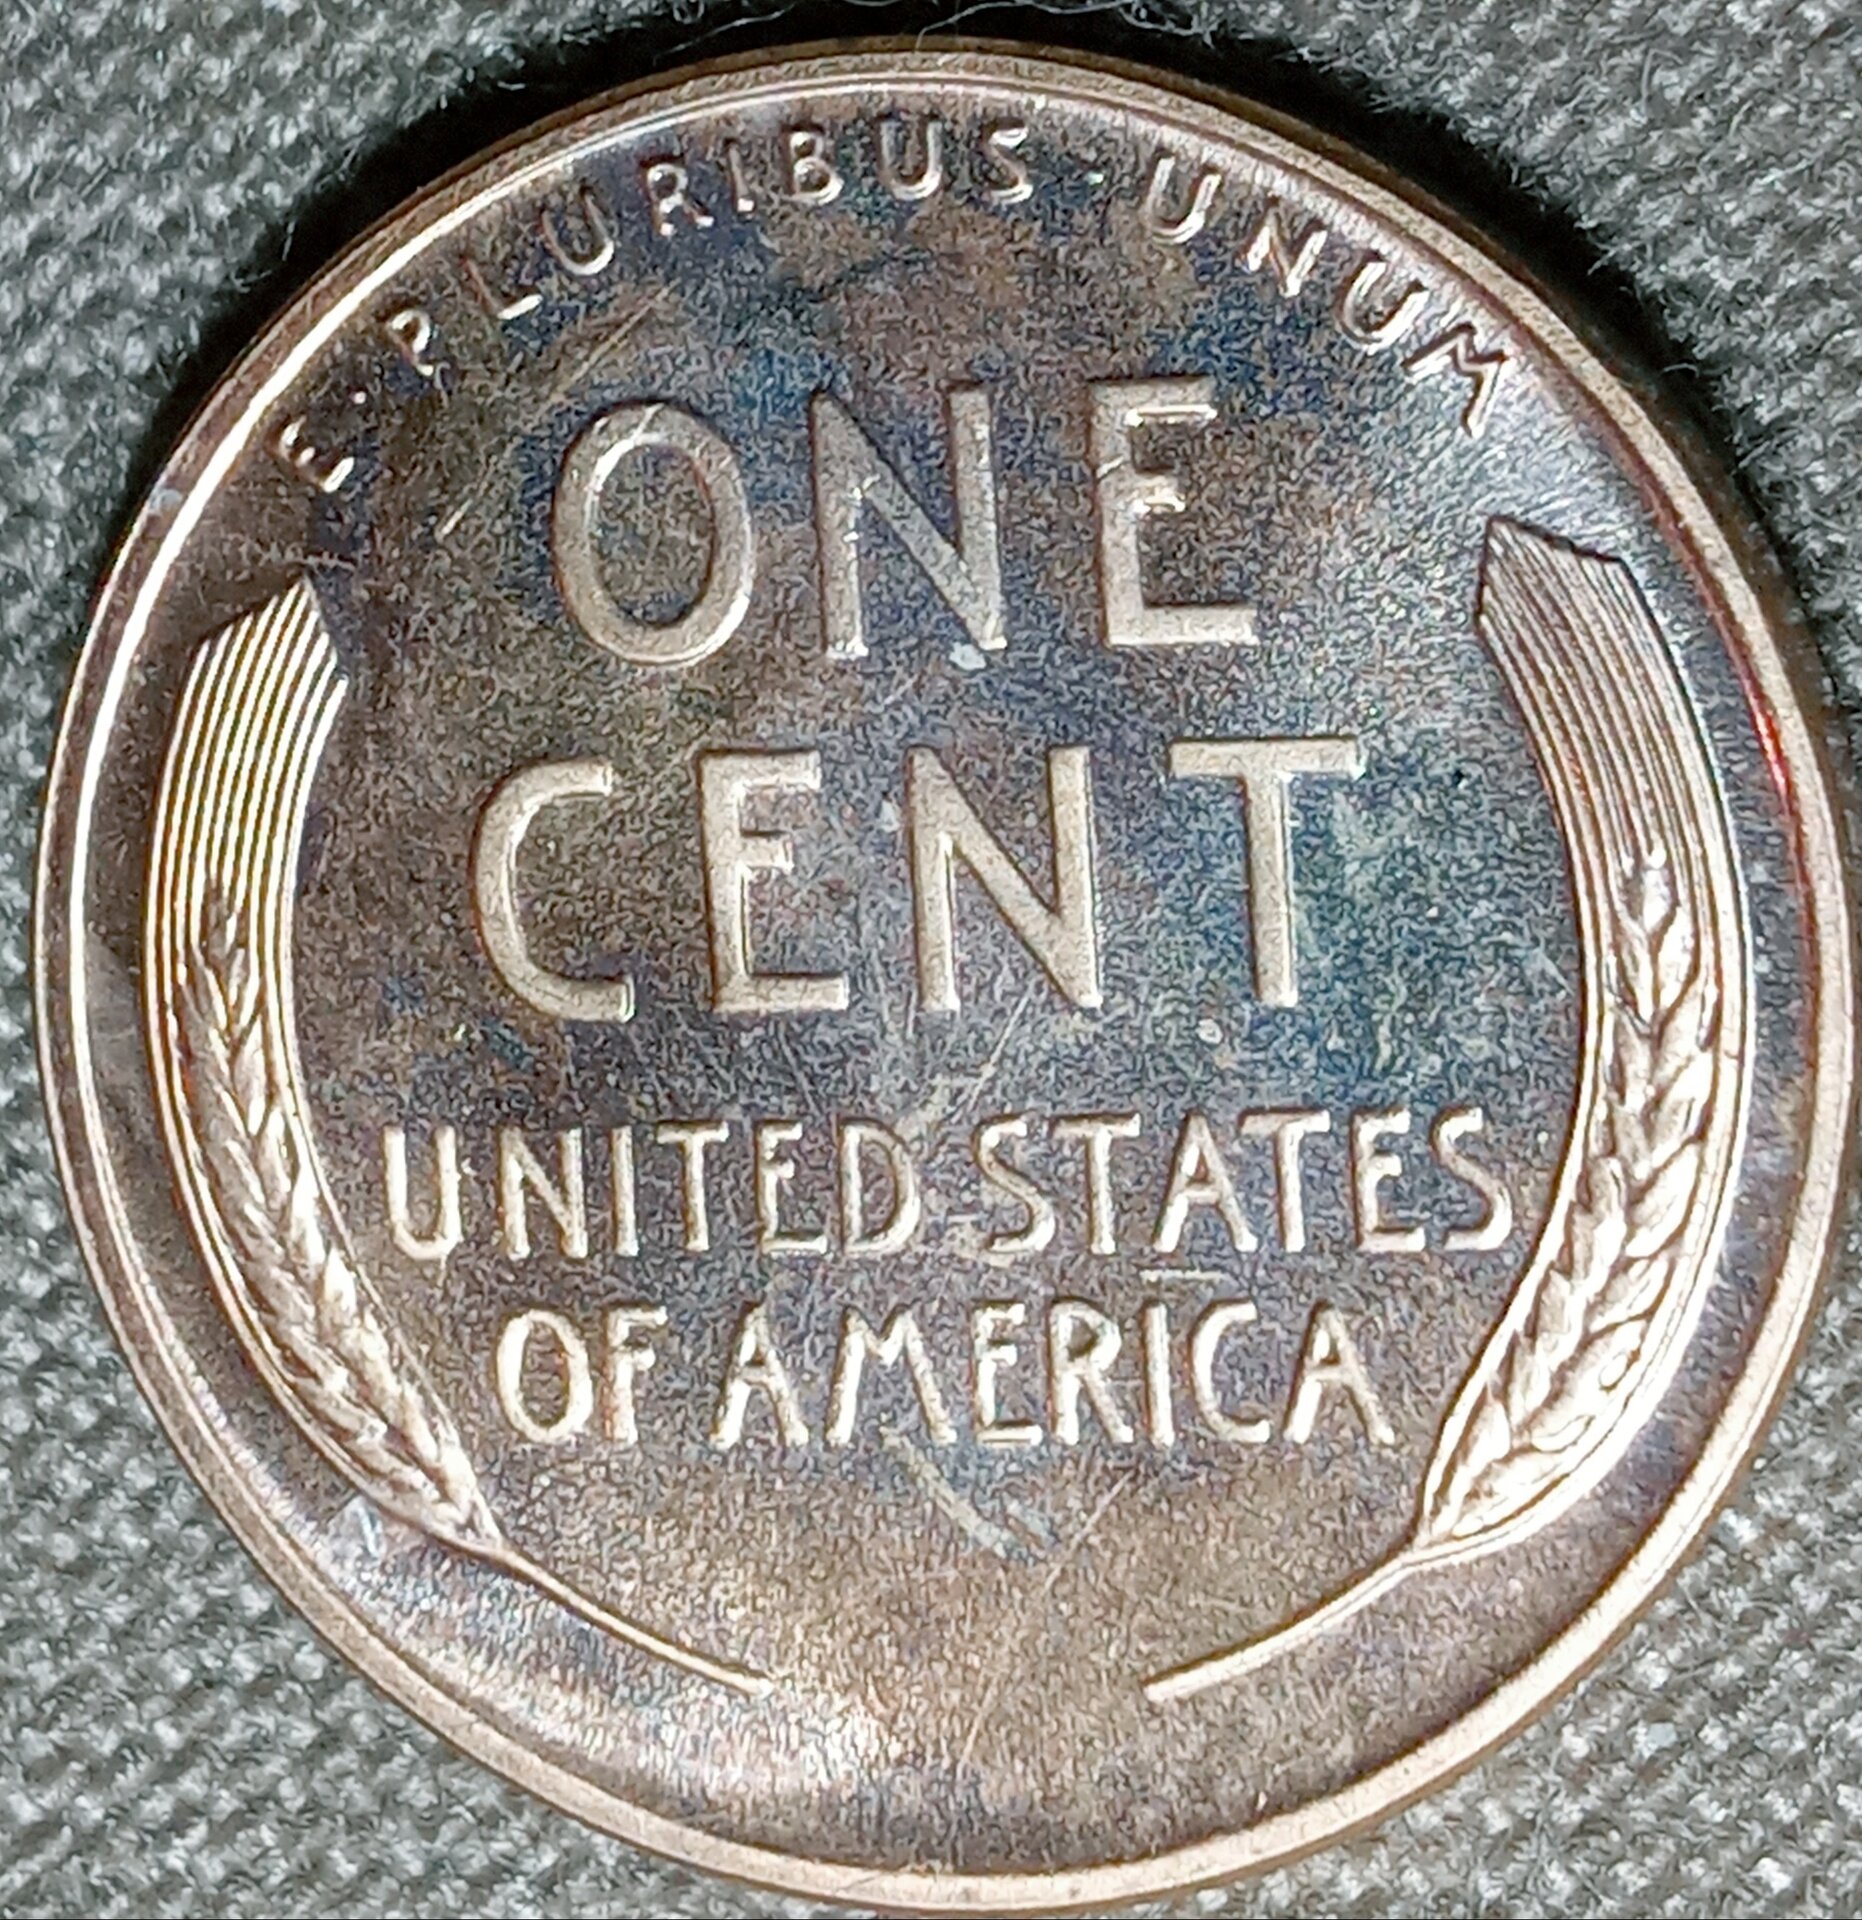 E·PLURIBUS·UNUM
ONE
CENT
UNITED STATES
OF AMERICA